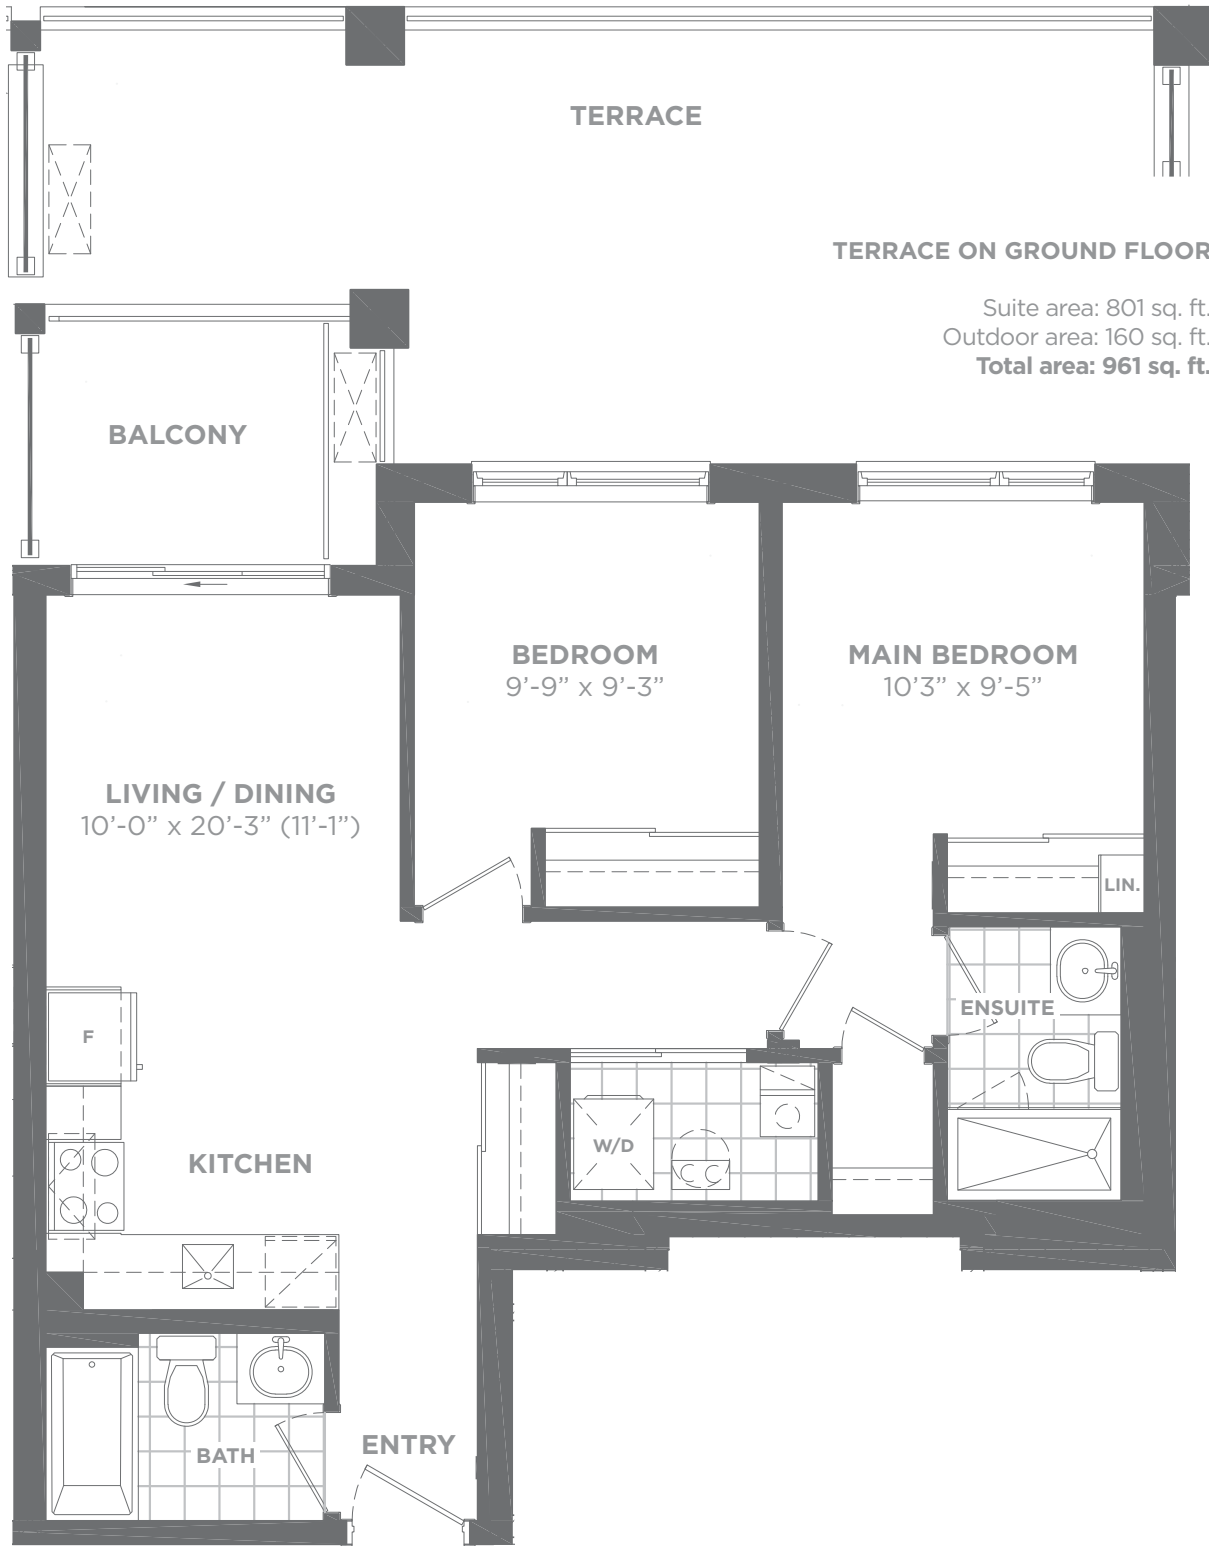 TERRACE
TERRACE ON GROUND FLOOR
Suite area: 801 sq. ft.
Outdoor area: 160 sq. ft.
Total area: 961 sq. ft.
BALCONY
BEDROOM
9’-9” x 9’-3”
MAIN BEDROOM
10’3” x 9’-5”
LIVING / DINING
10’-0” x 20’-3” (11’-1”)
LIN.
ENSUITE
F
W/D
KITCHEN
ENTRY
BATH